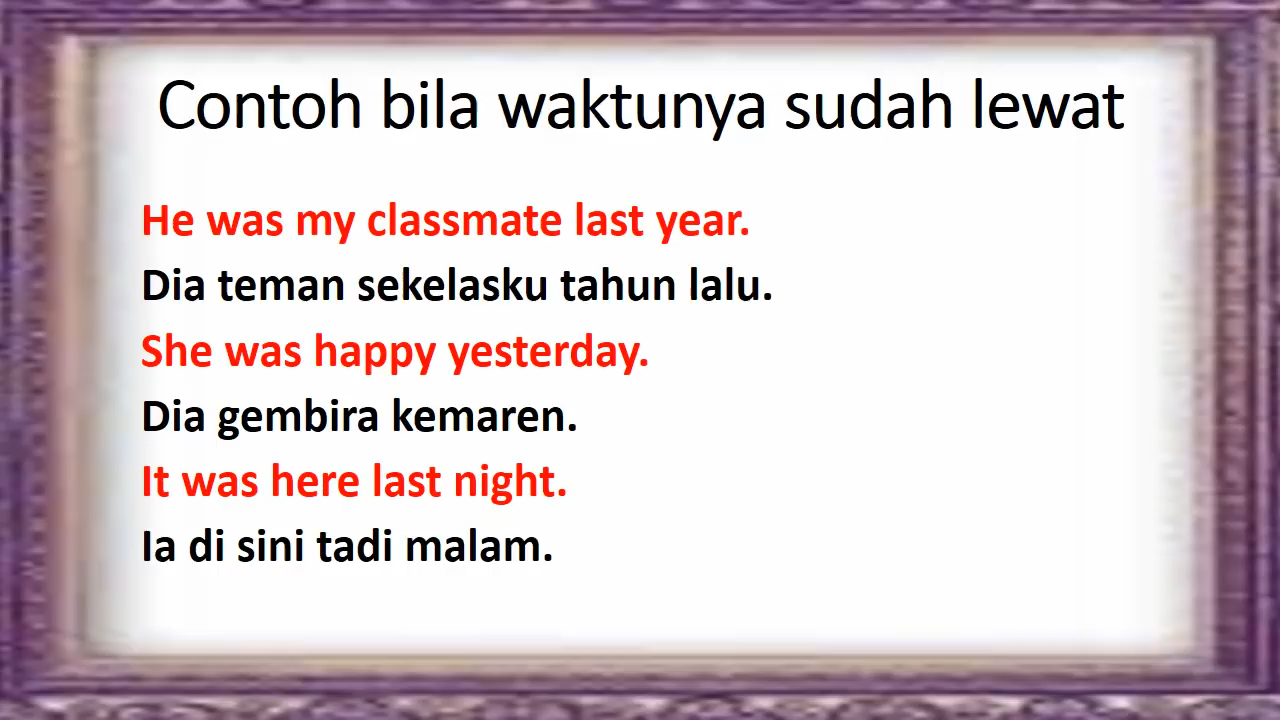 Contoh bila waktunya sudah lewat
He was my classmate last year.
Dia teman sekelasku tahun lalu.
She was happy yesterday.
Dia gembira kemaren.
It was here last night.
Ia di sini tadi malam.